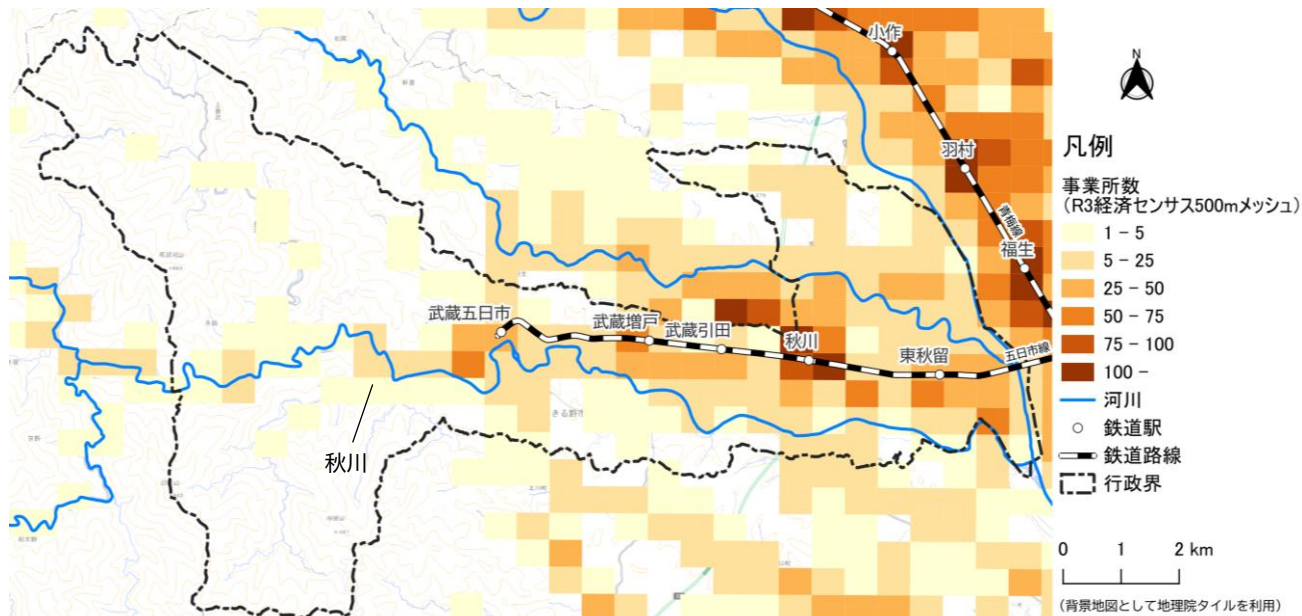 小作
羽村
青梅線
福生
武蔵五日市
武蔵増戸
武蔵引田
秋川
東秋留
五日市線
秋川
N
凡例
事業所数
（R3経済センサス500mメッシュ）
1 – 5
5 – 25
25 – 50
50 – 75
75 – 100
100 –
河川
鉄道駅
鉄道路線
行政界
0 1 2 km
(背景地図として地理院タイルを利用)